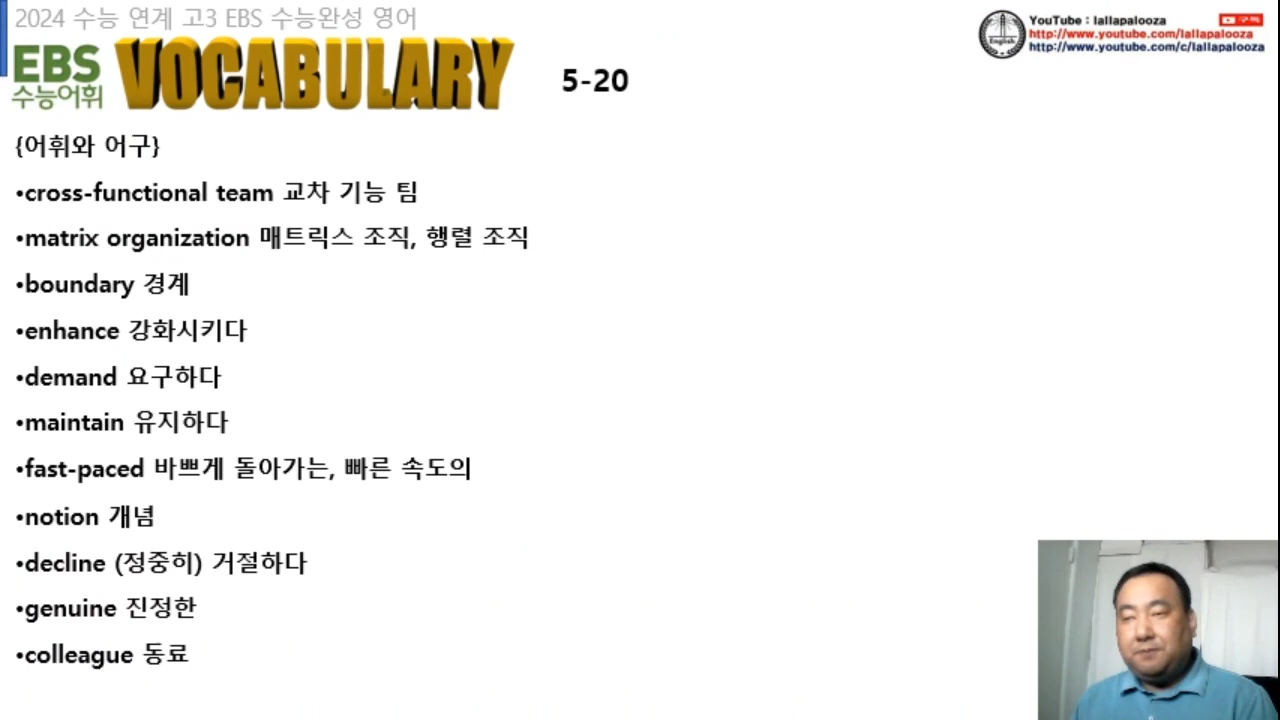 2024 수능 연계 고3 EBS 수능완성 영어
EBS
수능어휘
VOCABULARY
5-20
English
YouTube : lallapalooza
구독
http://www.youtube.com/lallapalooza
http://www.youtube.com/c/lallapalooza
{어휘와 어구}
•cross-functional team 교차 기능 팀
•matrix organization 매트릭스 조직, 행렬 조직
•boundary 경계
•enhance 강화시키다
•demand 요구하다
•maintain 유지하다
•fast-paced 바쁘게 돌아가는, 빠른 속도의
•notion 개념
•decline (정중히) 거절하다
•genuine 진정한
•colleague 동료